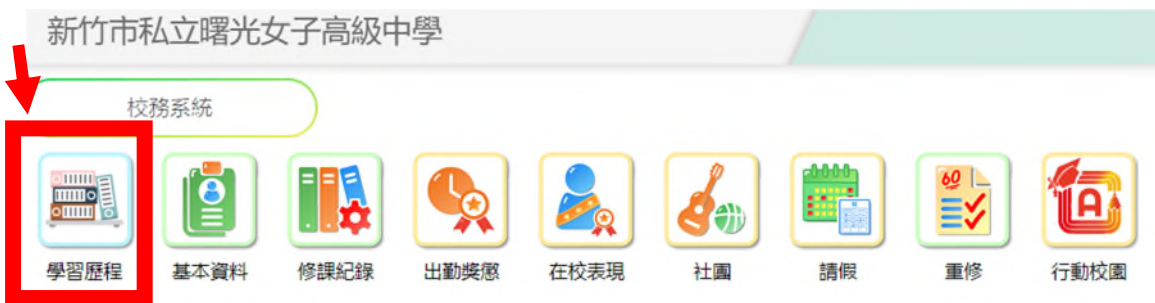 新竹市私立曙光女子高級中學
校務系統
60
A
學習歷程 基本資料 修課紀錄 出勤獎懲 在校表現 社團 請假 重修 行動校園